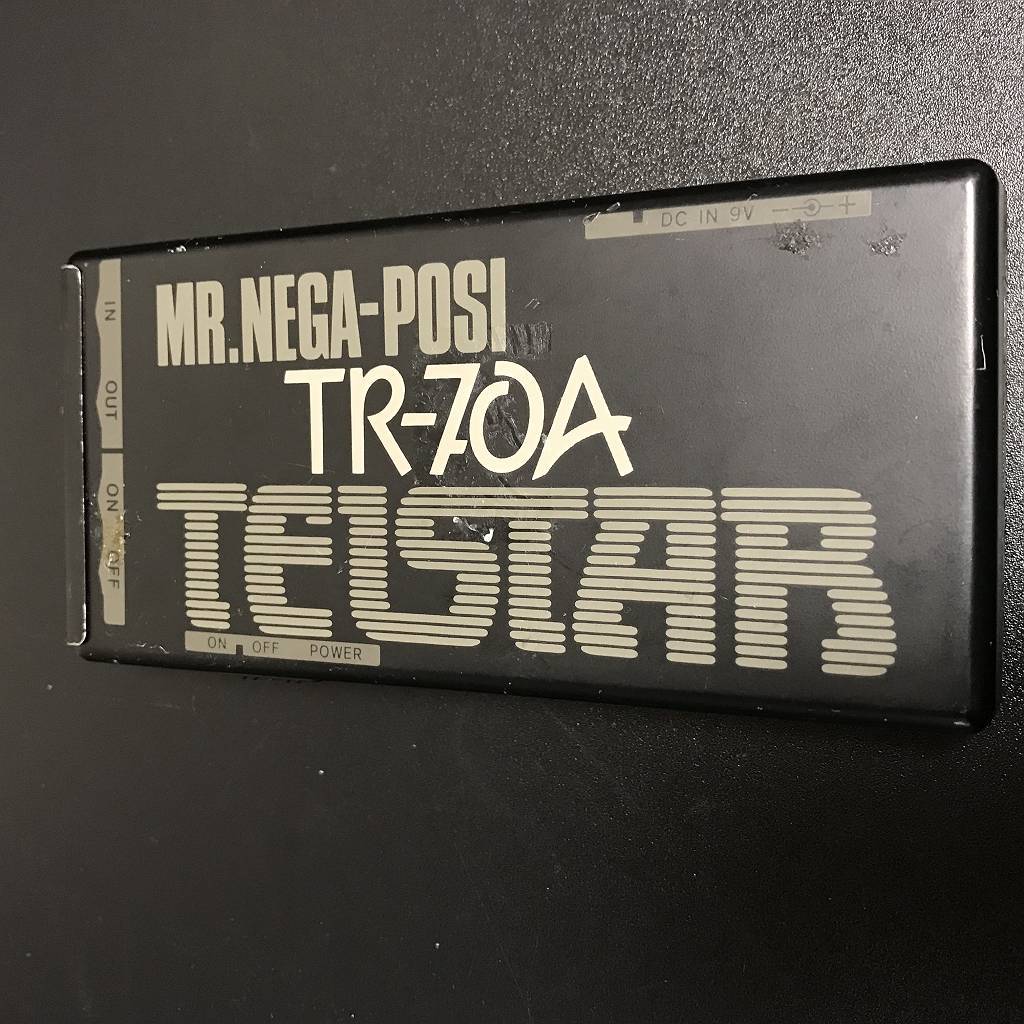 DC IN 9V
MR.NEGA-POSI
TR-70A
TELSTAR
IN OUT ON OFF
ON OFF POWER